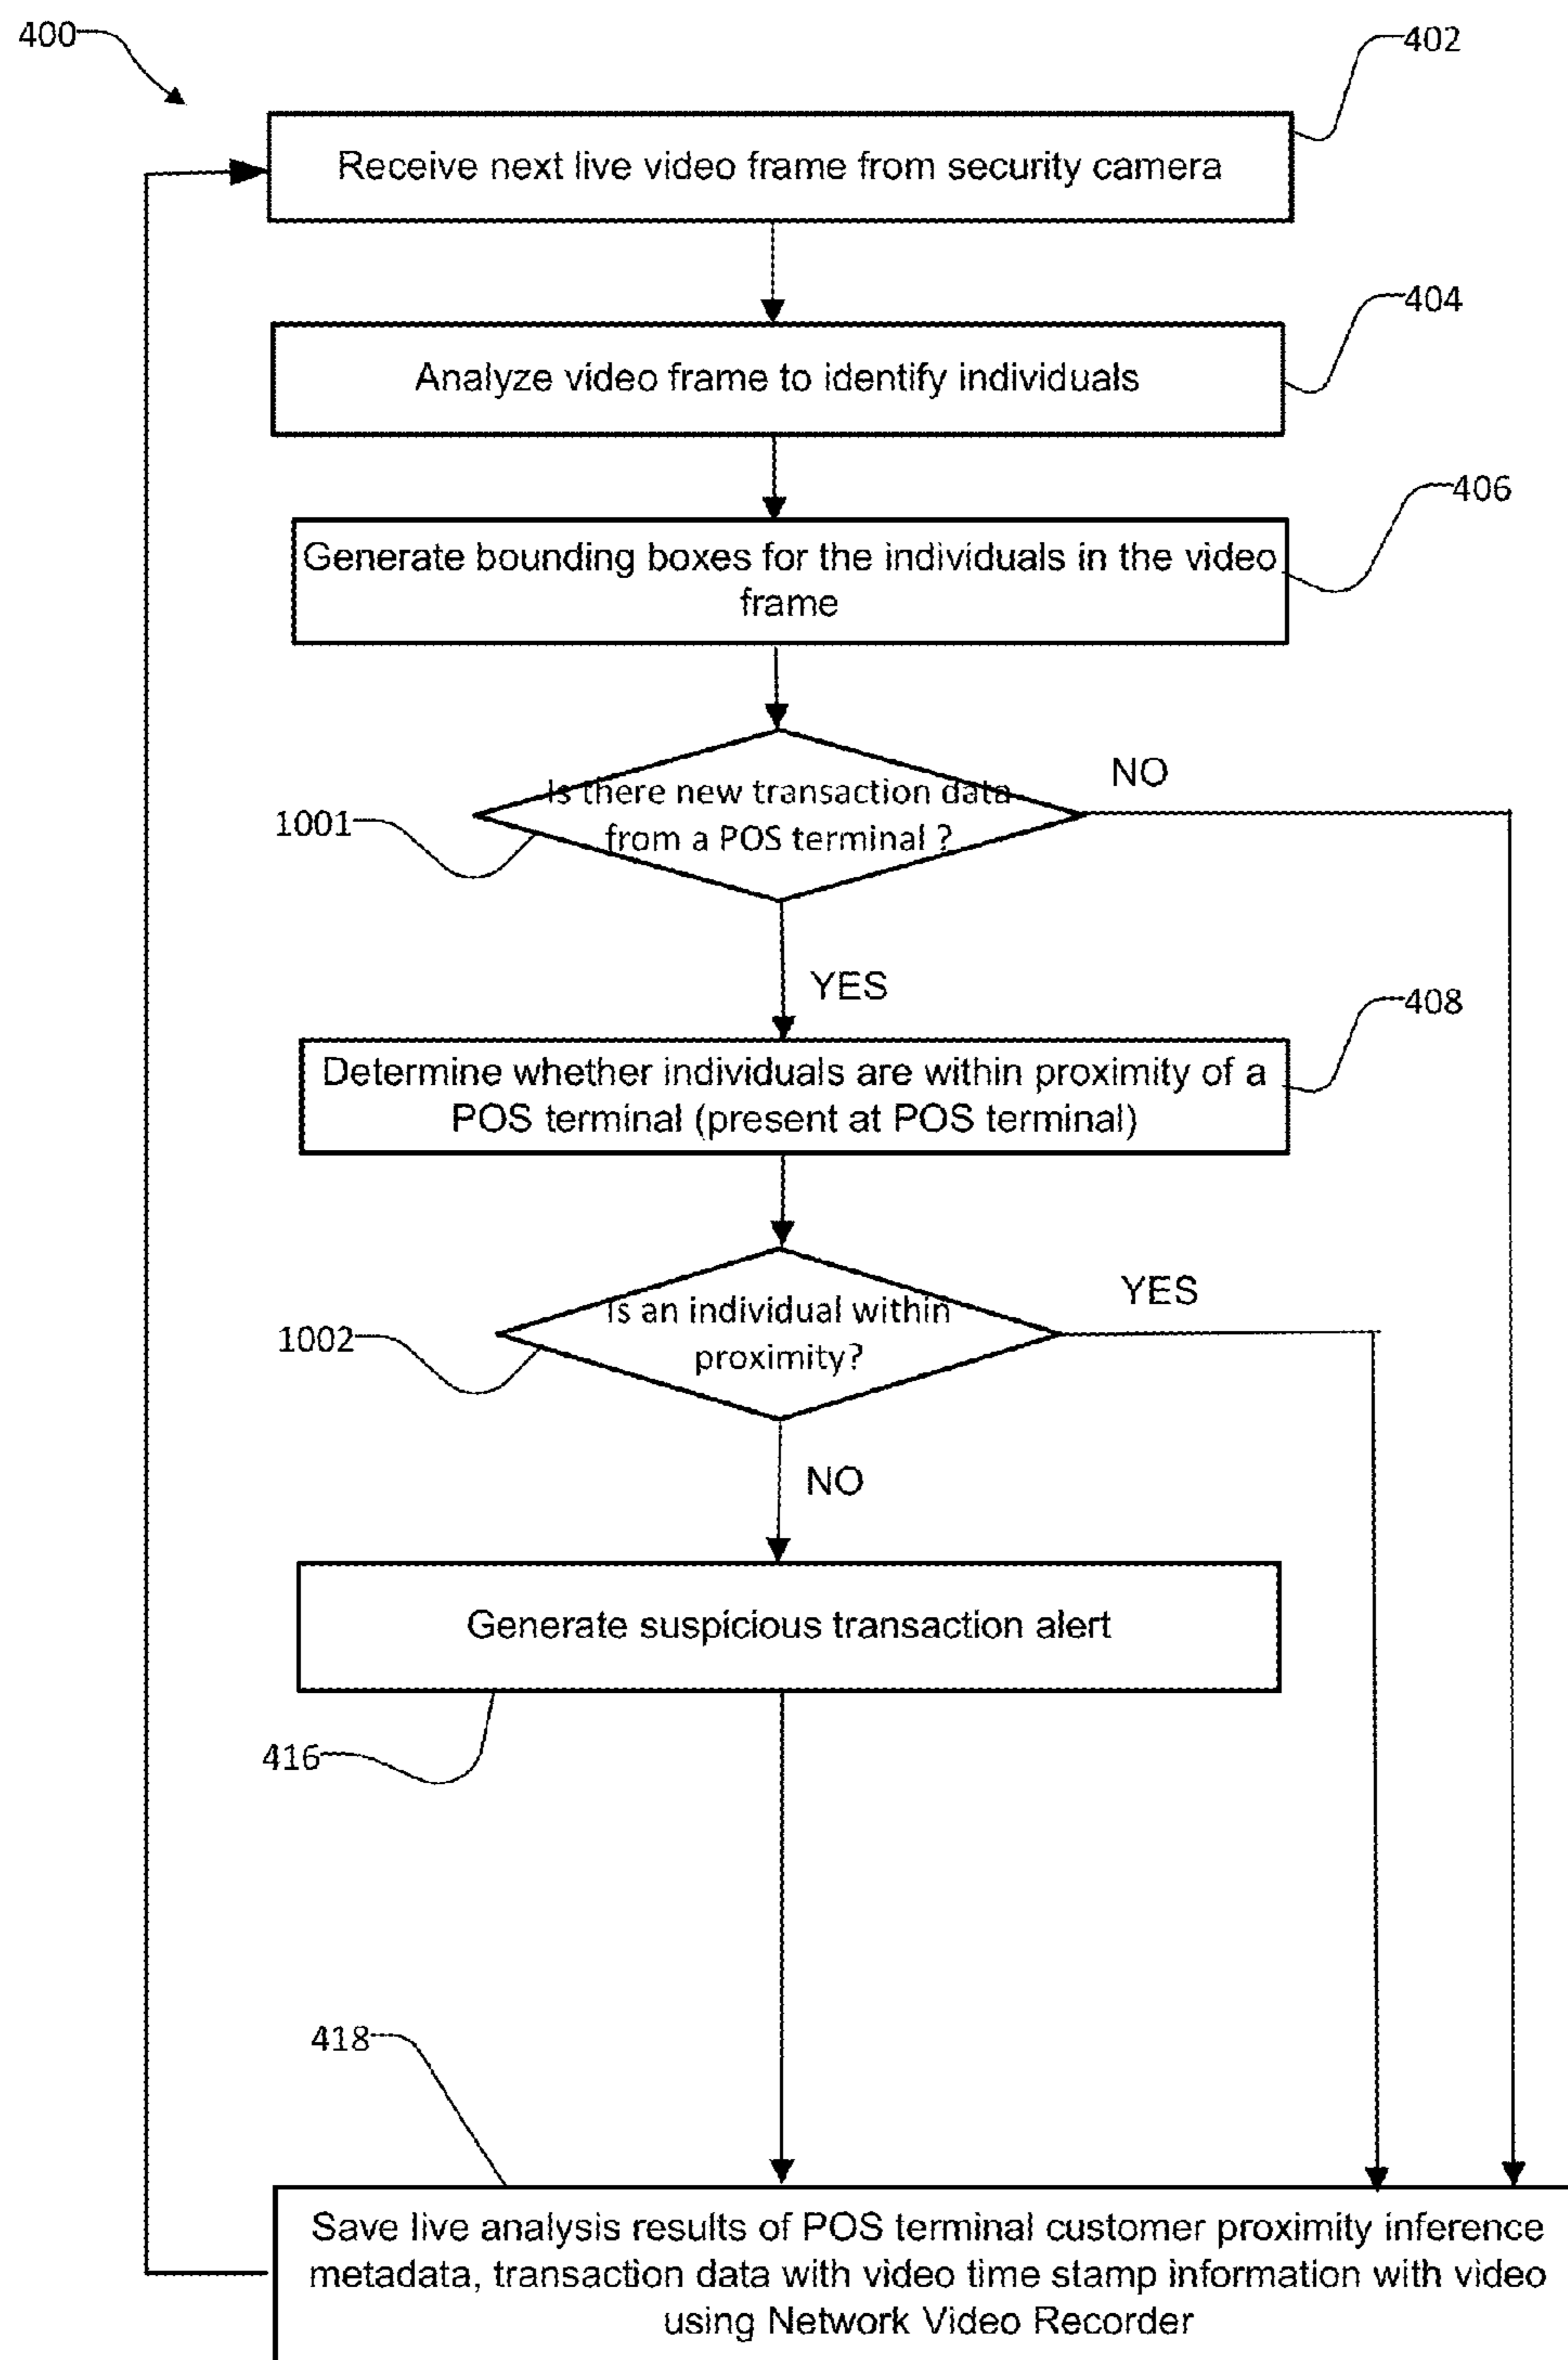 400
402
Receive next live video frame from security camera
404
Analyze video frame to identify individuals
406
Generate bounding boxes for the individuals in the video
frame
NO
Is there new transaction data
from a POS terminal ?
1001
YES
408
Determine whether individuals are within proximity of a
POS terminal (present at POS terminal)
YES
Is an individual within
proximity?
1002
NO
Generate suspicious transaction alert
416
418
Save live analysis results of POS terminal customer proximity inference
metadata, transaction data with video time stamp information with video
using Network Video Recorder